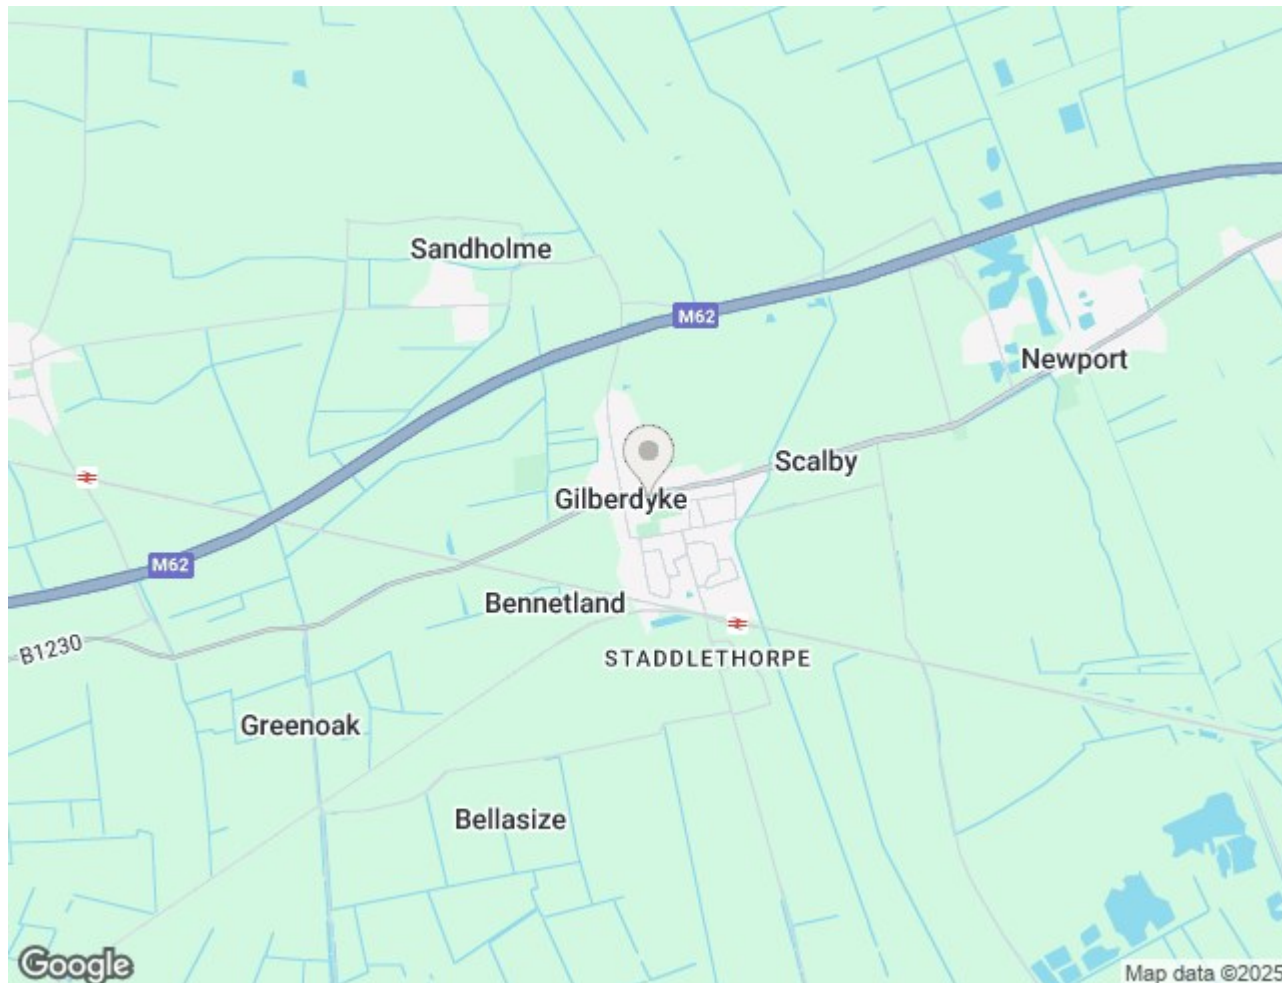 Sandholme
M62
Newport
Scalby
Gilberdyke
M62
Bennetland
B1230
STADDLETHORPE
Greenoak
Bellasize
Google
Map data ©2025